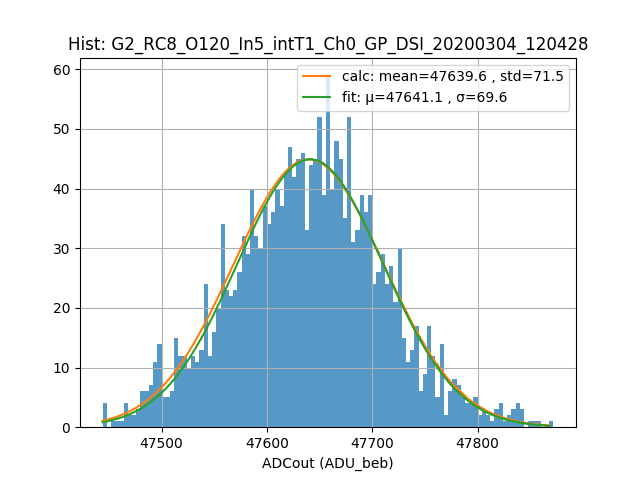 Hist: G2_RC8_O120_In5_intT1_Ch0_GP_DSI_20200304_120428
calc: mean=47639.6 , std=71.5
fit: μ=47641.1 , σ=69.6
60
50
40
30
20
10
0
47500 47600 47700 47800
ADCout (ADU_beb)